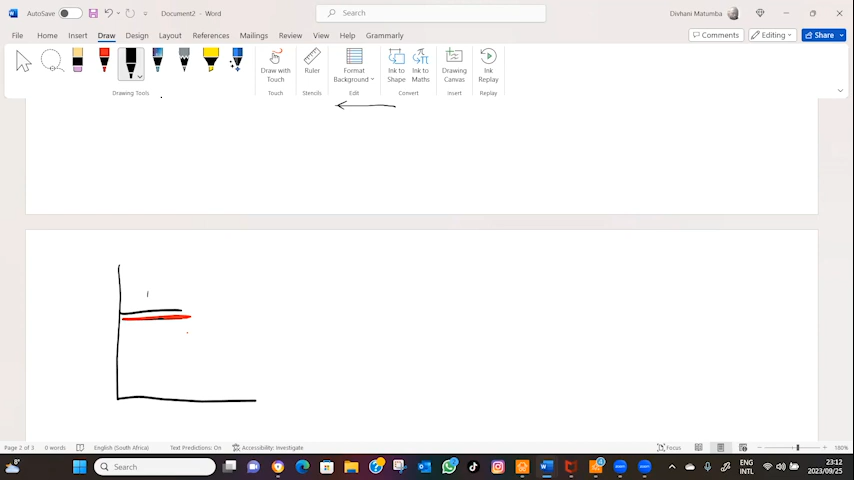 AutoSave
Document2 - Word
Search
Divhani Matumba
File Home Insert Draw Design Layout References Mailings Review View Help Grammarly
Comments Editing Share
Draw with Touch
Ruler
Format Background
Ink to Shape
Ink to Maths
Drawing Canvas
Ink Replay
Drawing Tools Touch Stencils Edit Convert Insert Replay
Page 2 of 3 0 words English (South Africa) Text Predictions: On Accessibility: Investigate Focus
8° Search ENG INTL 23:12 2023/09/25